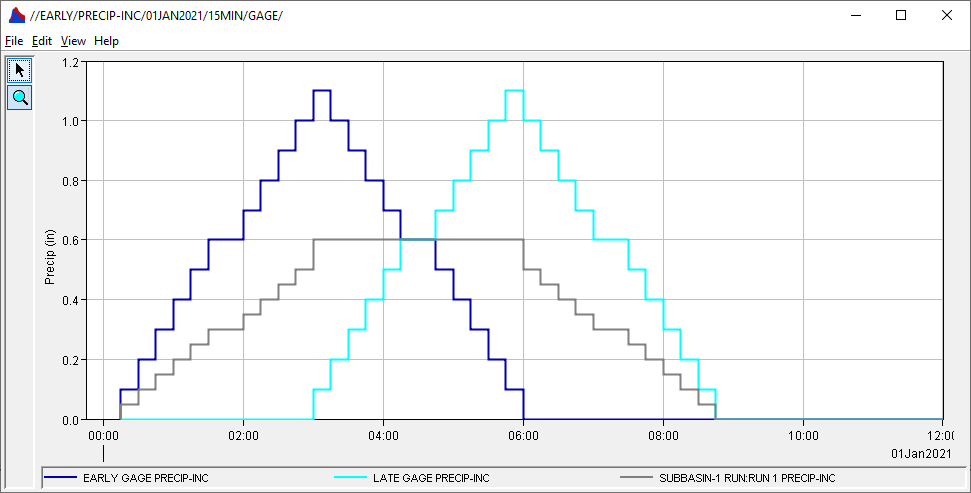 //EARLY/PRECIP-INC/01JAN2021/15MIN/GAGE/
File Edit View Help
1.2
1.0
0.8
0.6
0.4
0.2
0.0
Precip (in)
00:00 02:00 04:00 06:00 08:00 10:00 12:00
01Jan2021
EARLY GAGE PRECIP-INC LATE GAGE PRECIP-INC SUBBASIN-1 RUN:RUN 1 PRECIP-INC